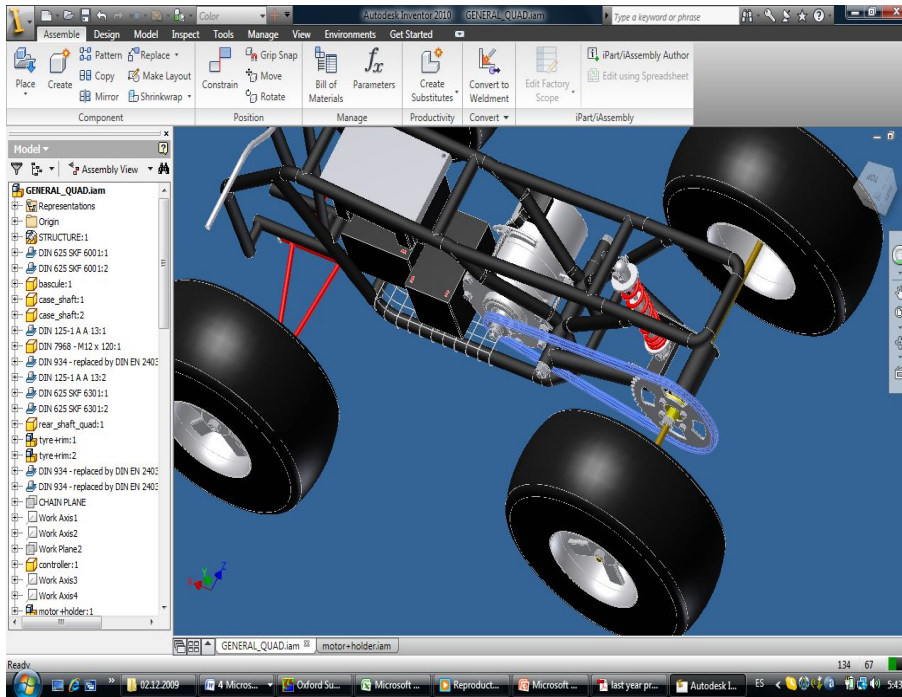 Color
Autodesk Inventor 2010 GENERAL_QUAD.iam
Type a keyword or phrase
Assemble Design Model Inspect Tools Manage View Environments Get Started
Place
Create
Pattern
Copy
Mirror
Replace
Make Layout
Shrinkwrap
Component
Constrain
Grip Snap
Move
Rotate
Position
Bill of
Materials
fx
Parameters
Manage
Create
Substitutes
Productivity
Convert to
Weldment
Convert
Edit Factory
Scope
iPart/iAssembly Author
Edit using Spreadsheet
iPart/iAssembly
Model
Assembly View
GENERAL_QUAD.iam
Representations
Origin
STRUCTURE:1
DIN 625 SKF 6001:1
DIN 625 SKF 6001:2
bascule:1
case_shaft:1
case_shaft:2
DIN 125-1 A A 13:1
DIN 7968 - M12 x 120:1
DIN 934 - replaced by DIN EN 2403
DIN 125-1 A A 13:2
DIN 625 SKF 6301:1
DIN 625 SKF 6301:2
rear_shaft_quad:1
tyre+rim:1
tyre+rim:2
DIN 934 - replaced by DIN EN 2403
DIN 934 - replaced by DIN EN 2403
CHAIN PLANE
Work Axis1
Work Axis2
Work Plane2
controller:1
Work Axis3
Work Axis4
motor+holder:1
TOP
X Y Z
GENERAL_QUAD.iam motor+holder.iam
Ready
134 67
02.12.2009
4 Micros...
Oxford Su...
Microsoft ...
Reproduct...
Microsoft ...
last year pr...
Autodesk I...
ES
5:43